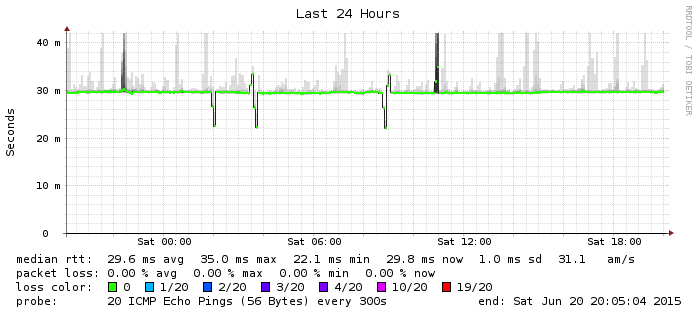 Last 24 Hours
RRDTOOL / TOBI OETIKER
Seconds
40 m
30 m
20 m
10 m
0
Sat 00:00 Sat 06:00 Sat 12:00 Sat 18:00
median rtt: 29.6 ms avg 35.0 ms max 22.1 ms min 29.8 ms now 1.0 ms sd 31.1 am/s
packet loss: 0.00 % avg 0.00 % max 0.00 % min 0.00 % now
loss color: 0 1/20 2/20 3/20 4/20 10/20 19/20
probe: 20 ICMP Echo Pings (56 Bytes) every 300s end: Sat Jun 20 20:05:04 2015